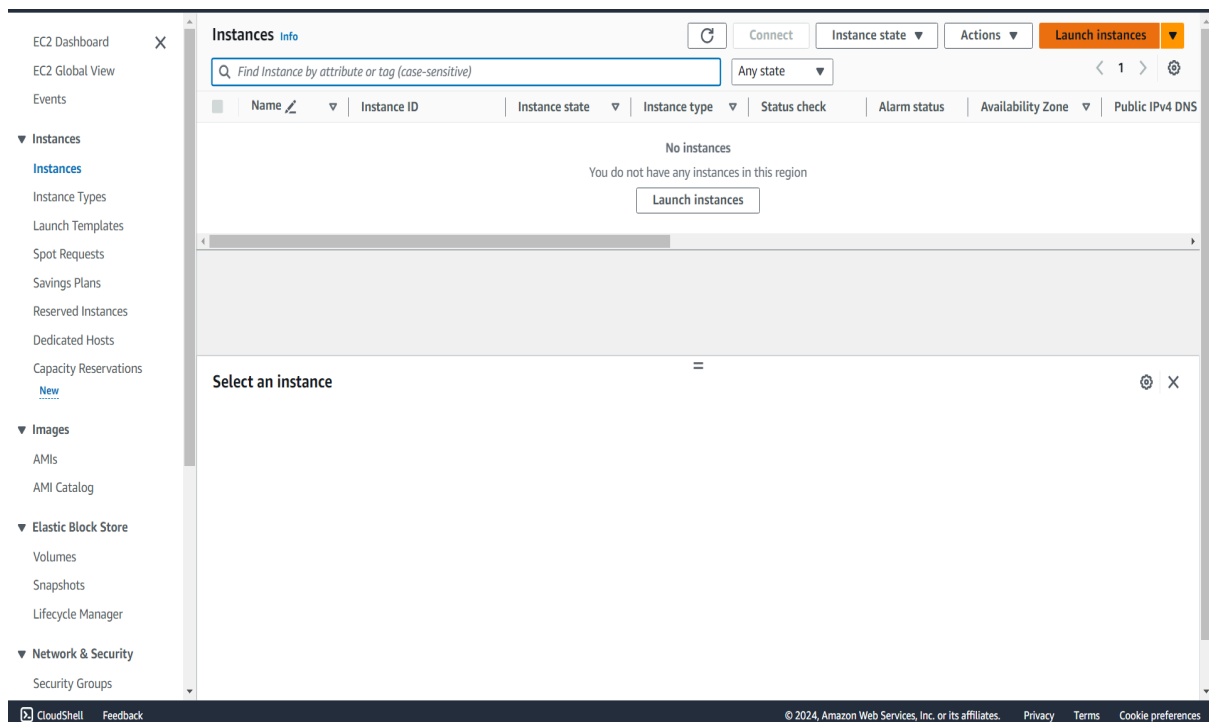 EC2 Dashboard
EC2 Global View
Events
Instances
Instances
Instance Types
Launch Templates
Spot Requests
Savings Plans
Reserved Instances
Dedicated Hosts
Capacity Reservations
New
Images
AMIs
AMI Catalog
Elastic Block Store
Volumes
Snapshots
Lifecycle Manager
Network & Security
Security Groups
Instances Info
Connect Instance state Actions Launch instances
Find Instance by attribute or tag (case-sensitive) Any state 1
Name Instance ID Instance state Instance type Status check Alarm status Availability Zone Public IPv4 DNS
No instances
You do not have any instances in this region
Launch instances
Select an instance
CloudShell Feedback © 2024, Amazon Web Services, Inc. or its affiliates. Privacy Terms Cookie preferences